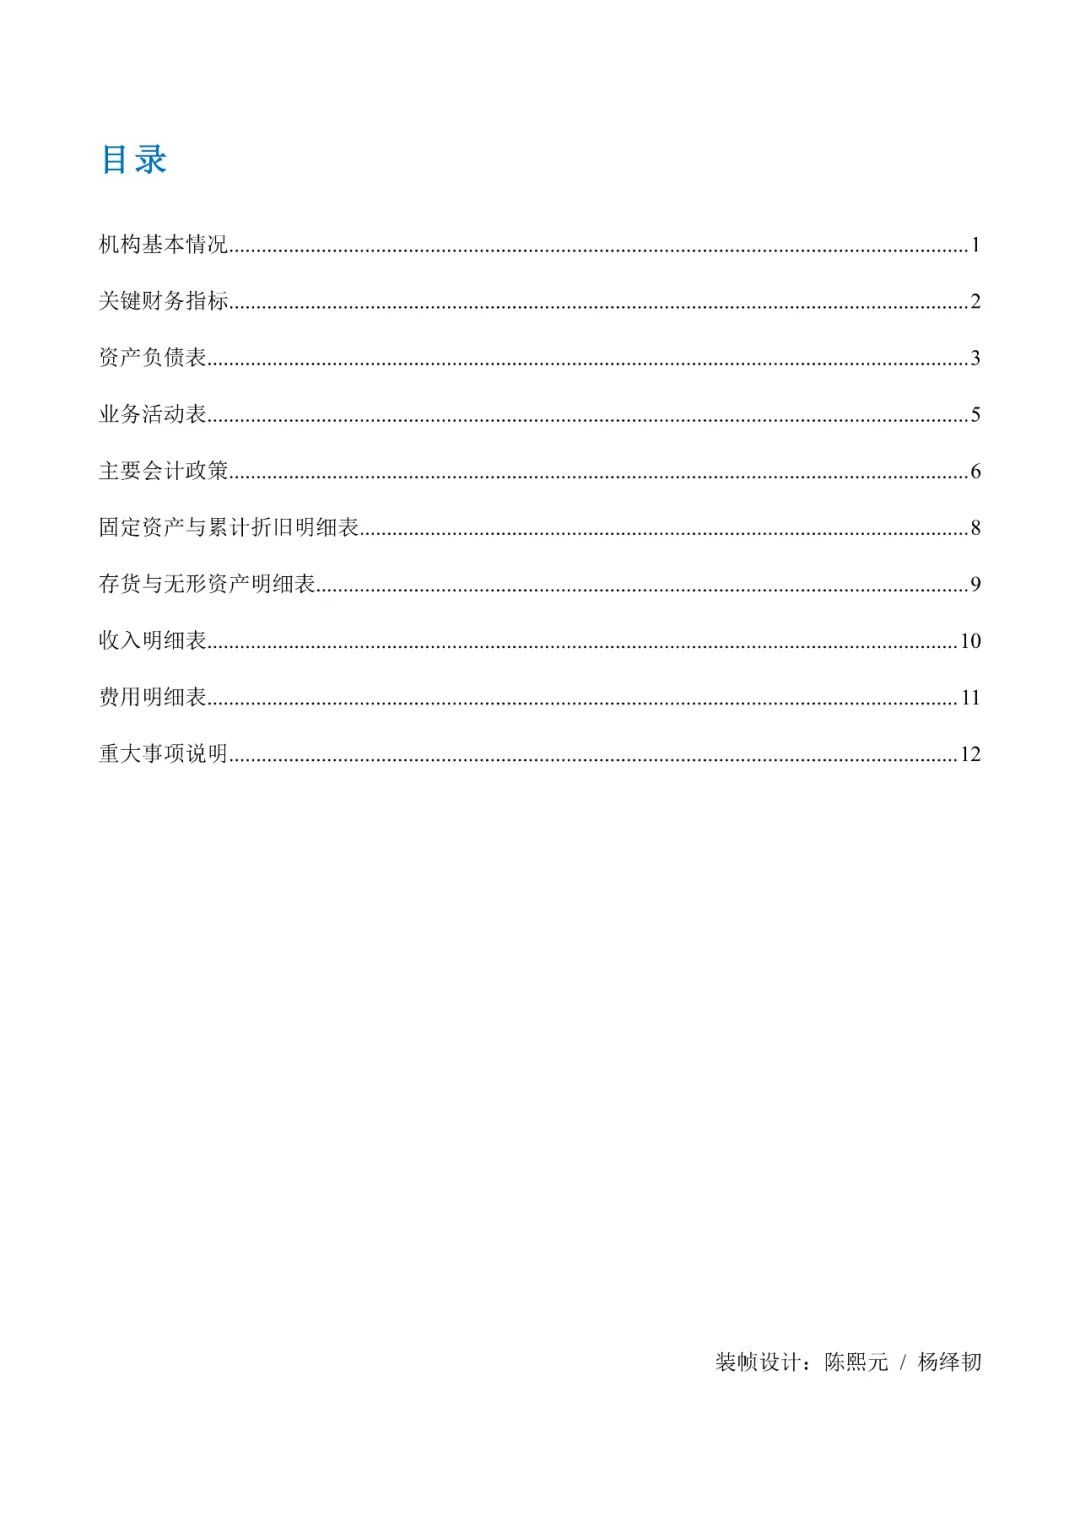 目录
机构基本情况........................................1
关键财务指标........................................2
资产负债表........................................3
业务活动表........................................5
主要会计政策........................................6
固定资产与累计折旧明细表........................................8
存货与无形资产明细表........................................9
收入明细表........................................10
费用明细表........................................11
重大事项说明........................................12
装帧设计：陈熙元 / 杨绎韧